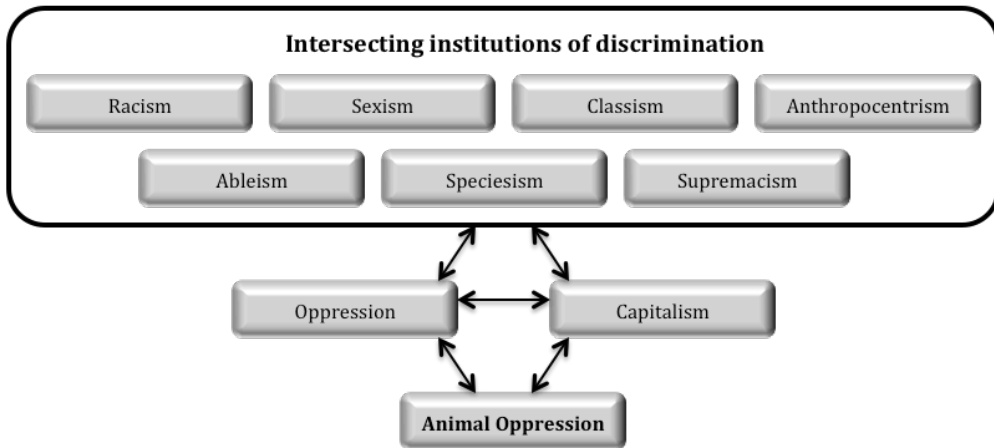 Intersecting institutions of discrimination
Racism
Sexism
Classism
Anthropocentrism
Ableism
Speciesism
Supremacism
Oppression
Capitalism
Animal Oppression